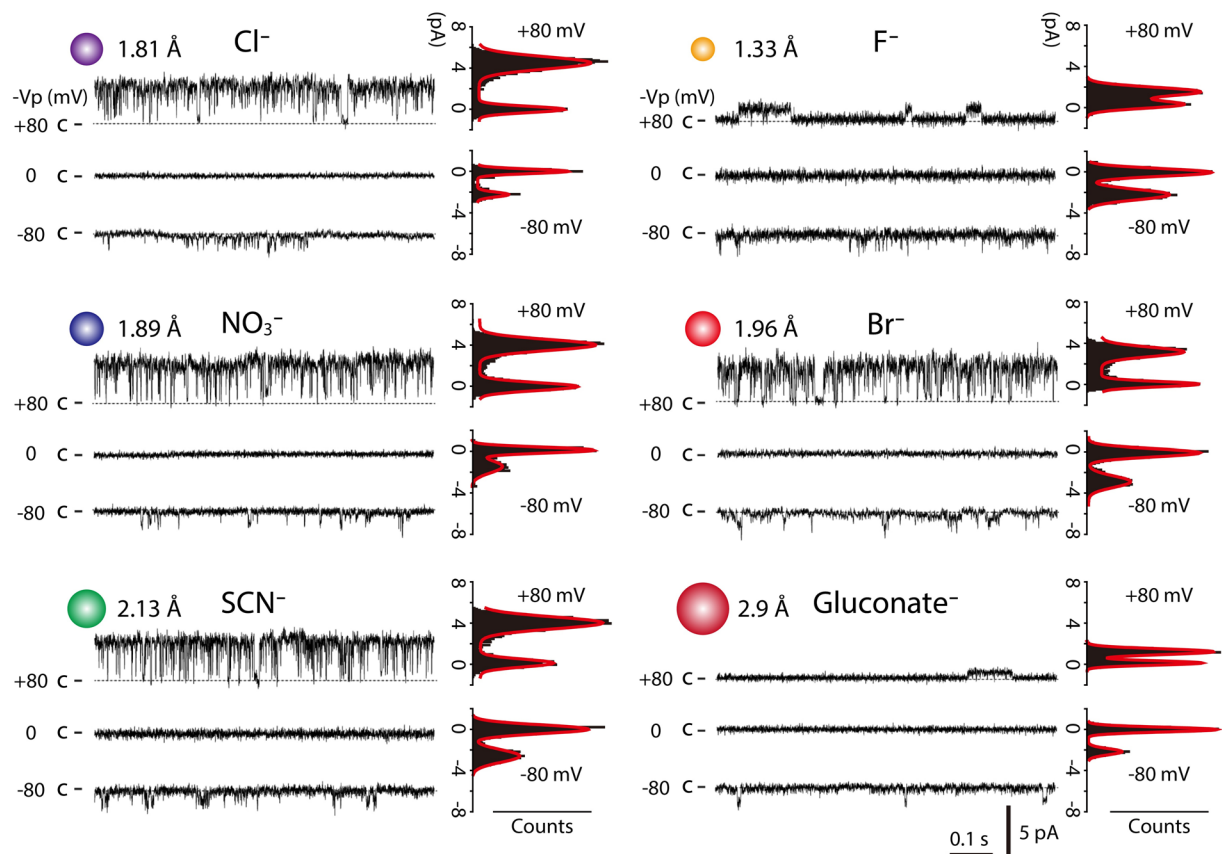 1.81 Å Cl⁻
(pA)
8
+80 mV
4
0
-Vp (mV)
+80 c
0 c
0
-4
-80 mV
-80 c
-8
1.33 Å F⁻
(pA)
8
+80 mV
4
0
-Vp (mV)
+80 c
0 c
0
-4
-80 mV
-80 c
-8
1.89 Å NO₃⁻
8
+80 mV
4
0
+80 c
0 c
0
-4
-80 mV
-80 c
-8
1.96 Å Br⁻
8
+80 mV
4
0
+80 c
0 c
0
-4
-80 mV
-80 c
-8
2.13 Å SCN⁻
8
+80 mV
4
0
+80 c
0 c
0
-4
-80 mV
-80 c
-8
Counts
2.9 Å Gluconate⁻
8
+80 mV
4
0
+80 c
0 c
0
-4
-80 mV
-80 c
-8
0.1 s
5 pA
Counts